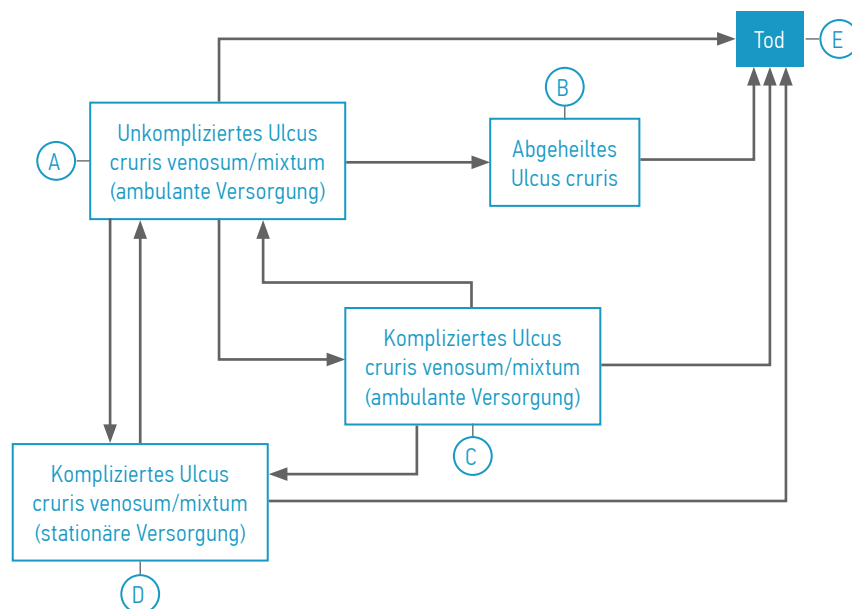 Tod
E
B
Unkompliziertes Ulcus
cruris venosum/mixtum
(ambulante Versorgung)
A
Abgeheiltes
Ulcus cruris
Kompliziertes Ulcus
cruris venosum/mixtum
(ambulante Versorgung)
C
Kompliziertes Ulcus
cruris venosum/mixtum
(stationäre Versorgung)
D